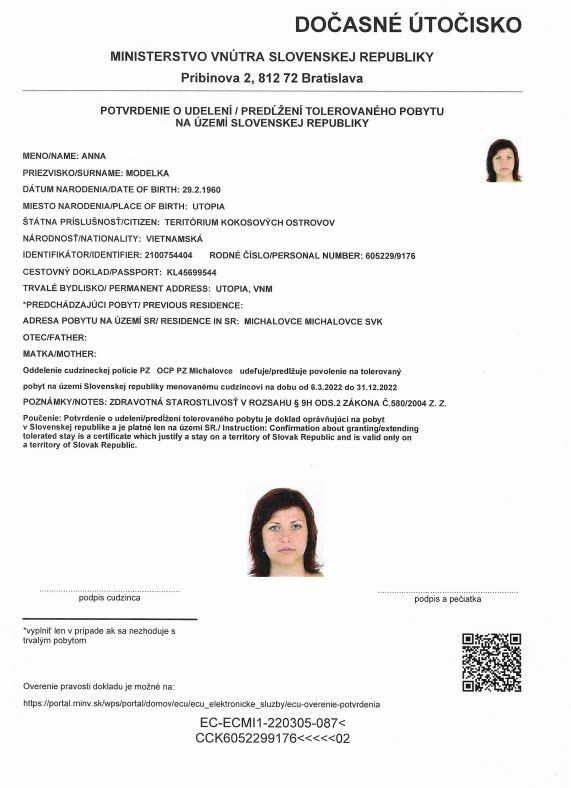 DOČASNÉ ÚTOČISKO
MINISTERSTVO VNÚTRA SLOVENSKEJ REPUBLIKY
Pribinova 2, 812 72 Bratislava
POTVRDENIE O UDELENÍ / PREDĹŽENÍ TOLEROVANÉHO POBYTU
NA ÚZEMÍ SLOVENSKEJ REPUBLIKY
MENO/NAME: ANNA
PRIEZVISKO/SURNAME: MODELKA
DÁTUM NARODENIA/DATE OF BIRTH: 29.2.1960
MIESTO NARODENIA/PLACE OF BIRTH: UTOPIA
ŠTÁTNA PRÍSLUŠNOSŤ/CITIZEN: TERITÓRIUM KOKOSOVÝCH OSTROVOV
NÁRODNOSŤ/NATIONALITY: VIETNAMSKÁ
IDENTIFIKÁTOR/IDENTIFIER: 2100754404 RODNÉ ČÍSLO/PERSONAL NUMBER: 605229/9176
CESTOVNÝ DOKLAD/PASSPORT: KL45699544
TRVALÉ BYDLISKO/ PERMANENT ADDRESS: UTOPIA, VNM
*PREDCHÁDZAJÚCI POBYT/ PREVIOUS RESIDENCE:
ADRESA POBYTU NA ÚZEMÍ SR/ RESIDENCE IN SR: MICHALOVCE MICHALOVCE SVK
OTEC/FATHER:
MATKA/MOTHER:
Oddelenie cudzineckej polície PZ OCP PZ Michalovce udeľuje/predlžuje povolenie na tolerovaný
pobyt na území Slovenskej republiky menovanému cudzincovi na dobu od 6.3.2022 do 31.12.2022
POZNÁMKY/NOTES: ZDRAVOTNÁ STAROSTLIVOSŤ V ROZSAHU § 9H ODS.2 ZÁKONA Č.580/2004 Z. Z.
Poučenie: Potvrdenie o udelení/predĺžení tolerovaného pobytu je doklad oprávňujúci na pobyt
v Slovenskej republike a je platné len na území SR./ Instruction: Confirmation about granting/extending
tolerated stay is a certificate which justify a stay on a territory of Slovak Republic and is valid only on
a territory of Slovak Republic.
podpis cudzinca
podpis a pečiatka
*vyplniť len v prípade ak sa nezhoduje s
trvalým pobytom
Overenie pravosti dokladu je možné na:
https://portal.minv.sk/wps/portal/domov/ecu/ecu_elektronicke_sluzby/ecu-overenie-potvrdenia
EC-ECMI1-220305-087<
CCK6052299176<<<<<02